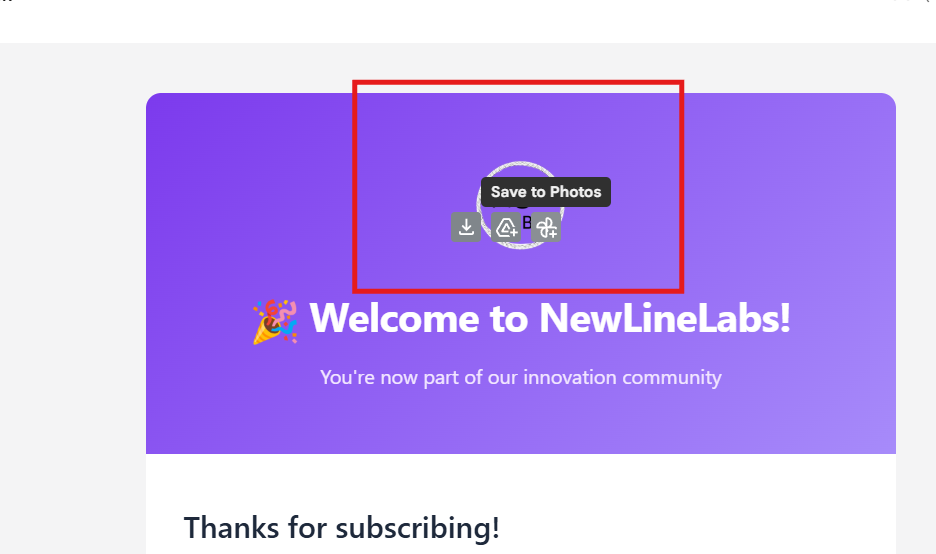 Save to Photos
B
🎉 Welcome to NewLineLabs!
You're now part of our innovation community
Thanks for subscribing!